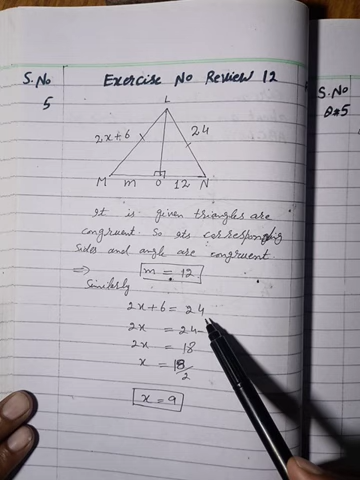 S.No
Exercise No Review 12
5
S.No
Q#5
L
2x+6
24
M
m
O
12
N
It is given triangles are
congruent. So its corresponding
sides and angle are congruent
⇒ m = 12
Similarly
2x+6 = 24
2x = 24-
2x = 18
x = 18/2
x = 9